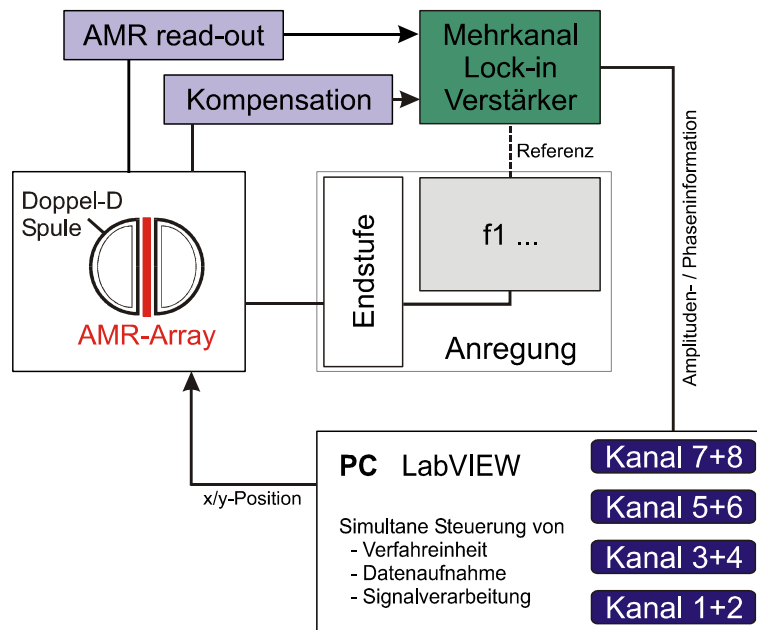 AMR read-out
Mehrkanal
Lock-in
Verstärker
Kompensation
Referenz
Amplituden- / Phaseninformation
Doppel-D
Spule
AMR-Array
Endstufe
f1 ...
Anregung
x/y-Position
PC LabVIEW
Simultane Steuerung von
- Verfahreinheit
- Datenaufnahme
- Signalverarbeitung
Kanal 7+8
Kanal 5+6
Kanal 3+4
Kanal 1+2